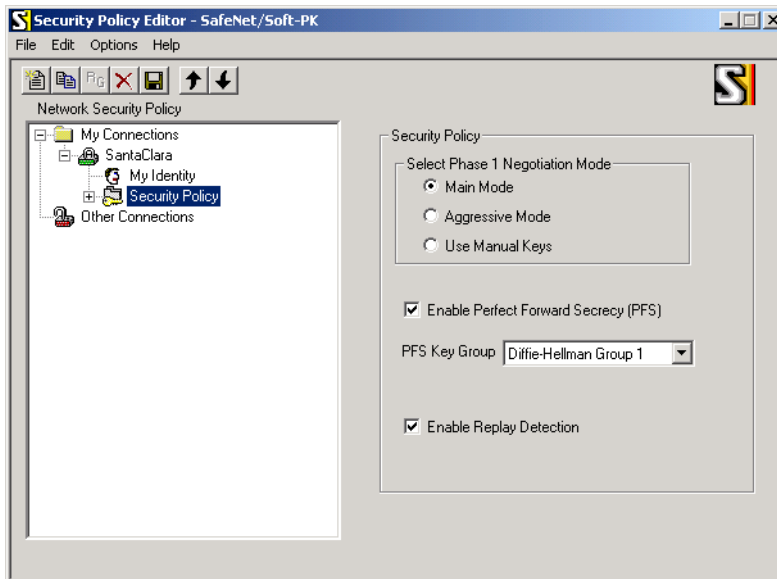 Security Policy Editor - SafeNet/Soft-PK
File Edit Options Help
Network Security Policy
My Connections
SantaClara
My Identity
Security Policy
Other Connections
Security Policy
Select Phase 1 Negotiation Mode
Main Mode
Aggressive Mode
Use Manual Keys
Enable Perfect Forward Secrecy (PFS)
PFS Key Group Diffie-Hellman Group 1
Enable Replay Detection